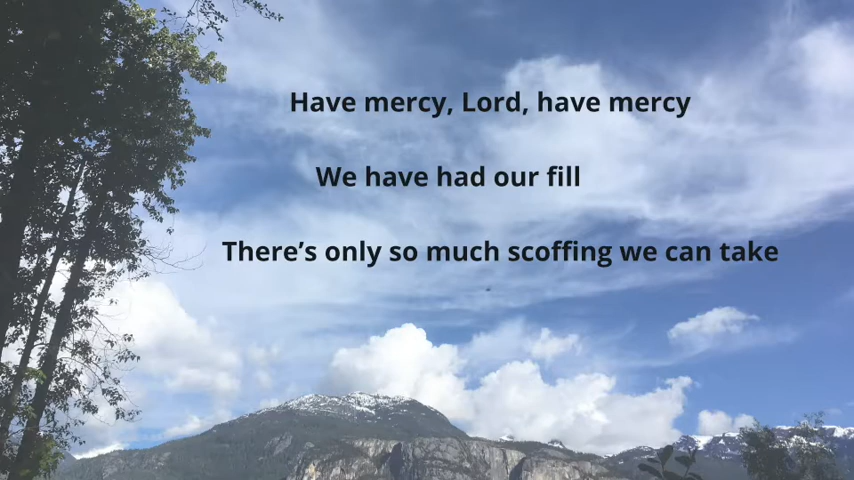 Have mercy, Lord, have mercy
We have had our fill
There’s only so much scoffing we can take